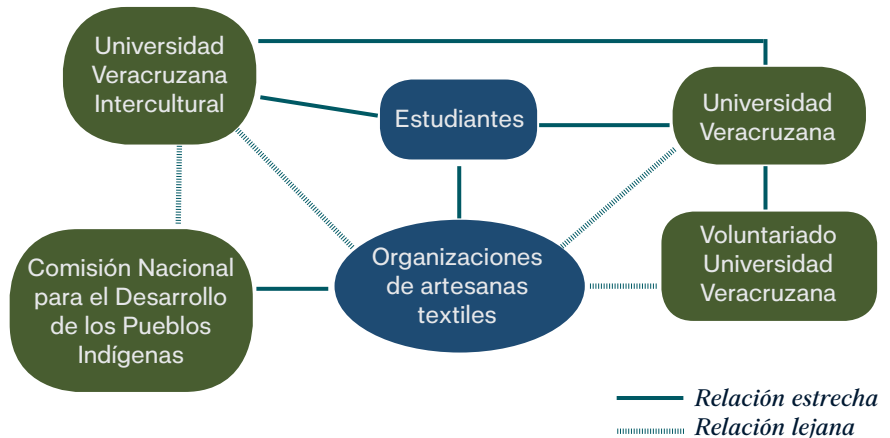 Universidad
Veracruzana
Intercultural
Estudiantes
Universidad
Veracruzana
Comisión Nacional
para el Desarrollo
de los Pueblos
Indígenas
Organizaciones
de artesanas
textiles
Voluntariado
Universidad
Veracruzana
Relación estrecha
Relación lejana